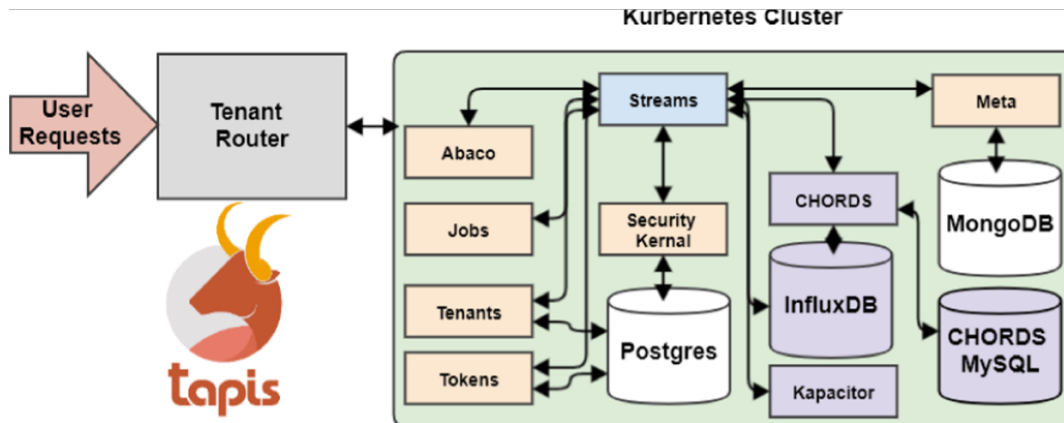 Kurbernetes Cluster
User
Requests
Tenant
Router
Streams
Meta
Abaco
CHORDS
MongoDB
Jobs
Security
Kernal
InfluxDB
Tenants
Postgres
CHORDS
MySQL
Tokens
Kapacitor
tapis